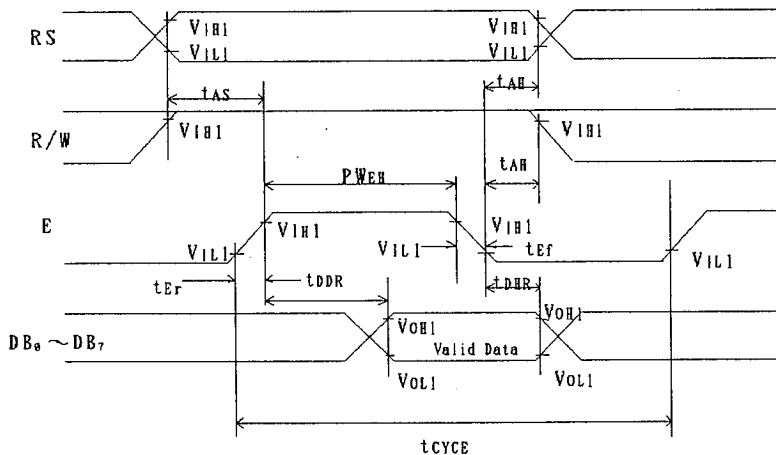 RS
VIH1 VIH1
VIL1 VIL1
tAS tAH
R/W VIH1 VIH1
PWEH tAH
E VIH1 VIH1
VIL1 VIL1 tEf VIL1
tEr tDDR tDHR
VOH1 VOH1
DB₀ ~ DB₇ Valid Data
VOL1 VOL1
tCYCE